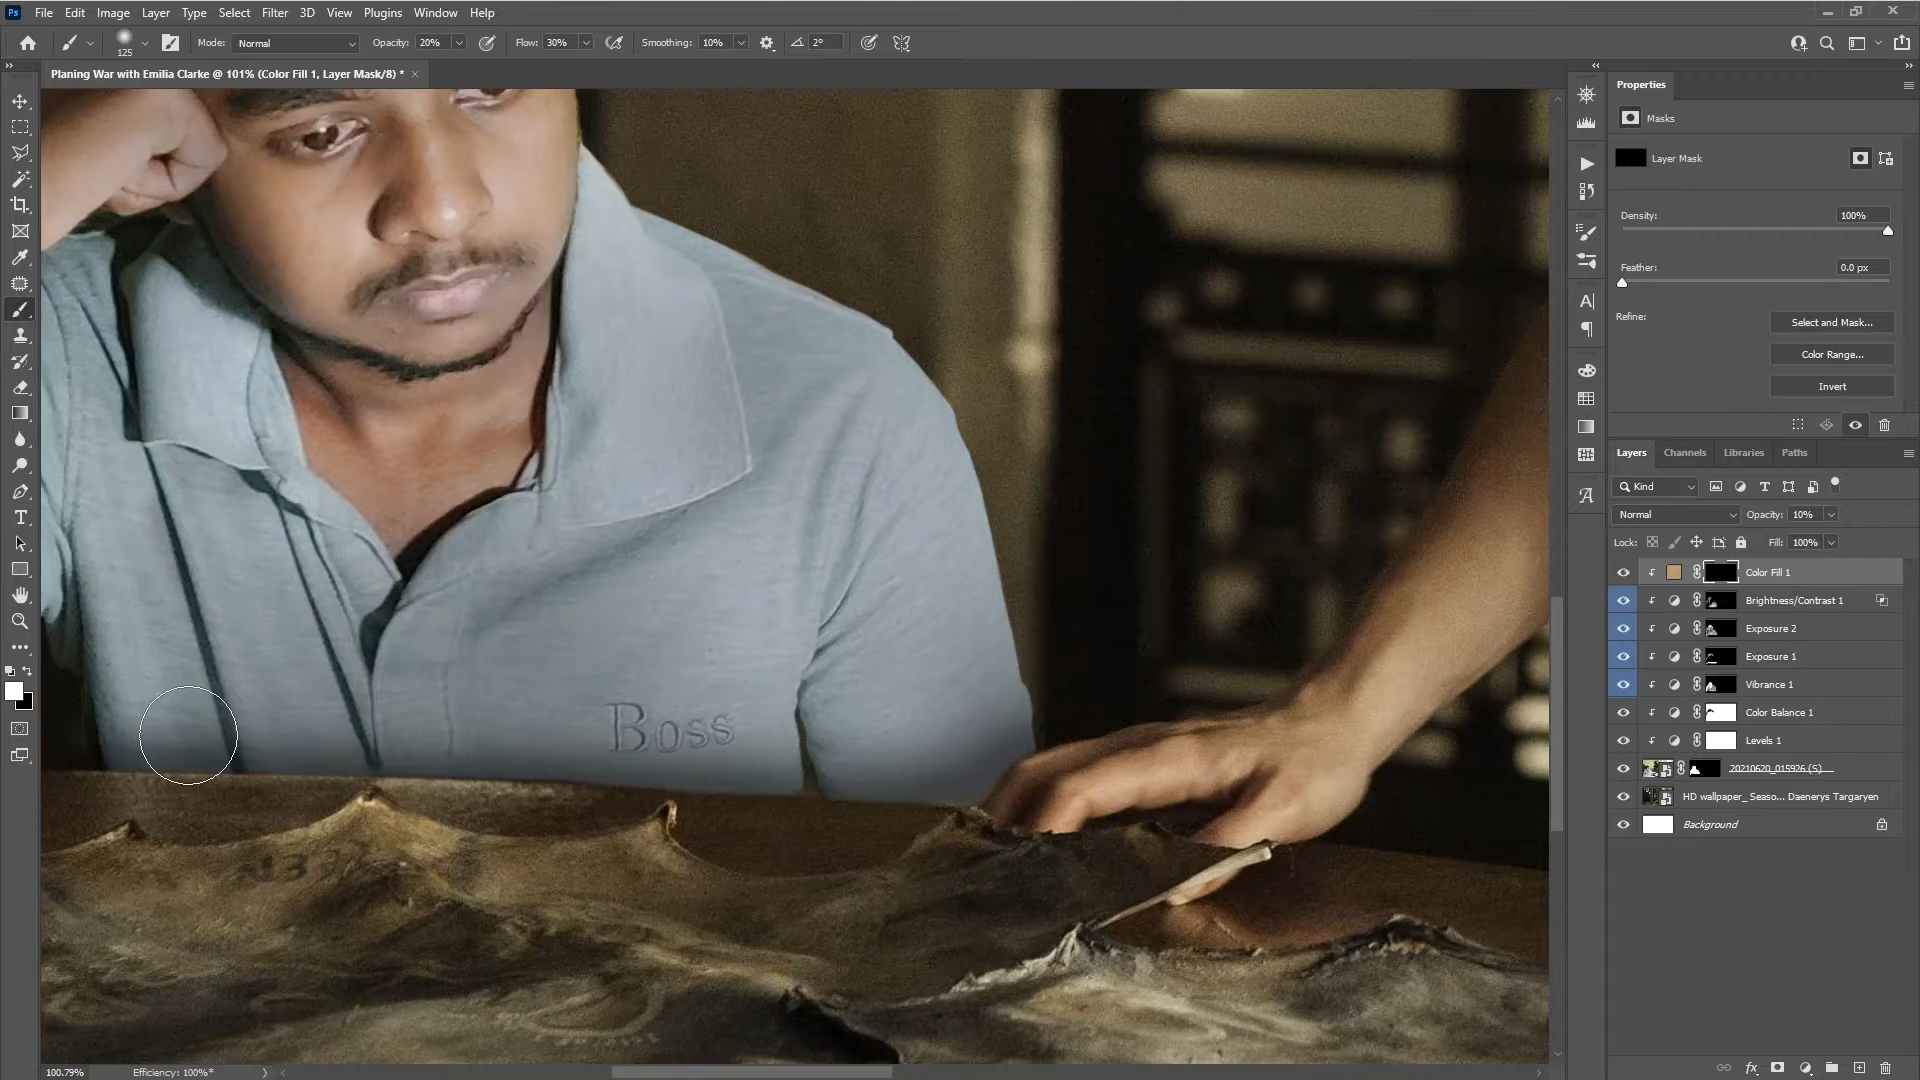 Ps File Edit Image Layer Type Select Filter 3D View Plugins Window Help
125 Mode: Normal Opacity: 20% Flow: 30% Smoothing: 10% 2°
Planing War with Emilia Clarke @ 101% (Color Fill 1, Layer Mask/8) *
Properties
Masks
Layer Mask
Density: 100%
Feather: 0.0 px
Refine: Select and Mask...
Color Range...
Invert
Layers Channels Libraries Paths
Kind
Normal Opacity: 10%
Lock: Fill: 100%
Color Fill 1
Brightness/Contrast 1
Exposure 2
Exposure 1
Vibrance 1
Color Balance 1
Levels 1
20210620_015926 (S)
HD wallpaper_ Seaso... Daenerys Targaryen
Background
Boss
100.79% Efficiency: 100%*